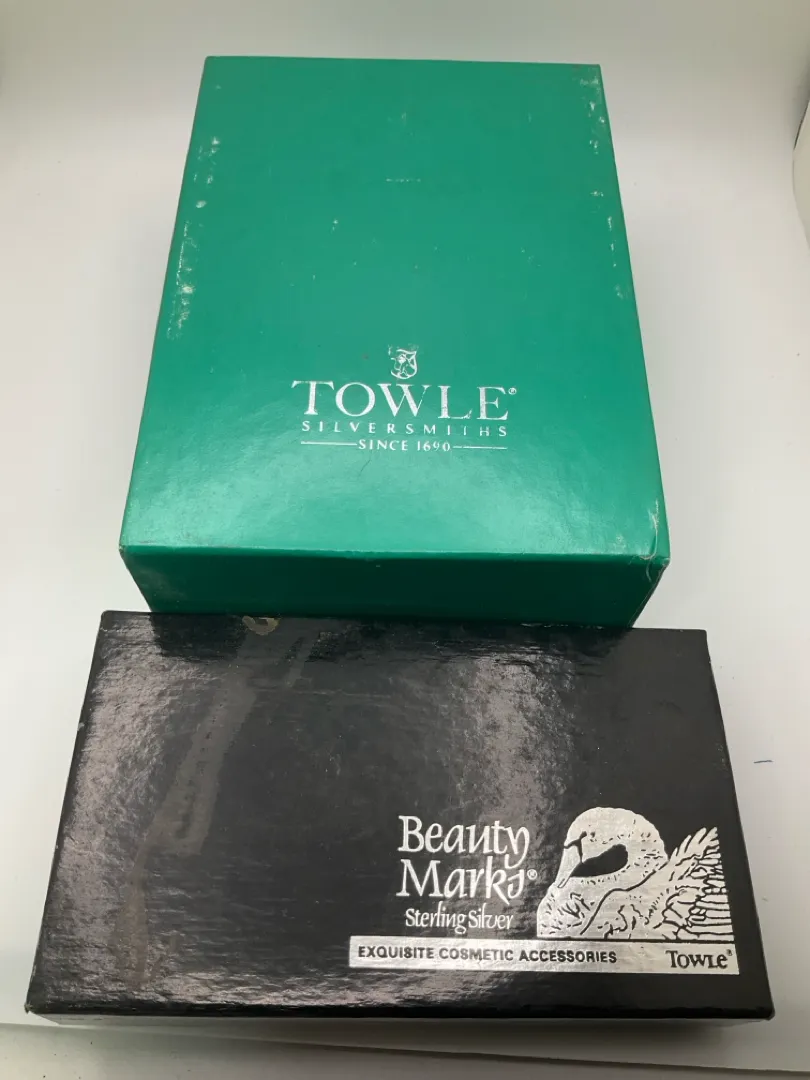 TOWLE®
SILVERSMITHS
SINCE 1690
Beauty
Marks®
Sterling Silver
EXQUISITE COSMETIC ACCESSORIES TOWLE®